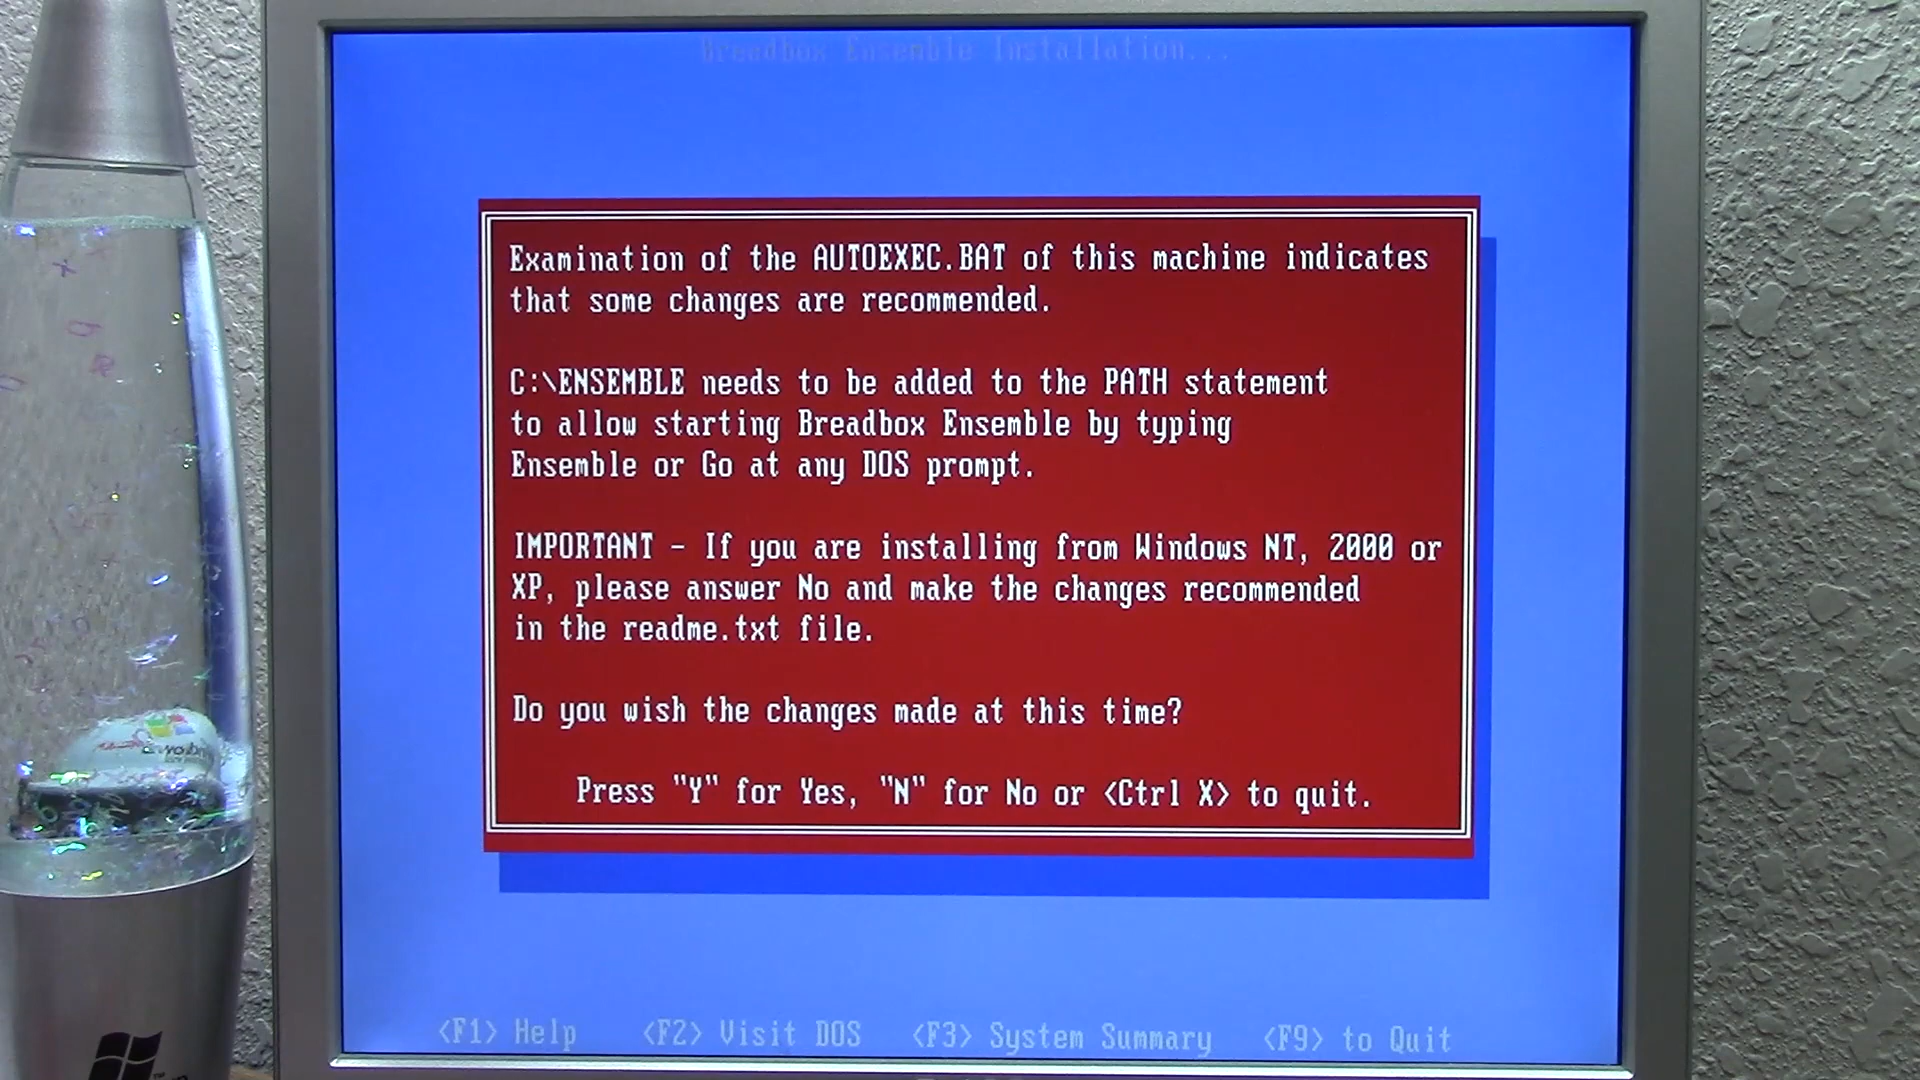 Breadbox Ensemble Installation...
Examination of the AUTOEXEC.BAT of this machine indicates
that some changes are recommended.
C:\ENSEMBLE needs to be added to the PATH statement
to allow starting Breadbox Ensemble by typing
Ensemble or Go at any DOS prompt.
IMPORTANT - If you are installing from Windows NT, 2000 or
XP, please answer No and make the changes recommended
in the readme.txt file.
Do you wish the changes made at this time?
Press "Y" for Yes, "N" for No or <Ctrl X> to quit.
<F1> Help <F2> Visit DOS <F3> System Summary <F9> to Quit